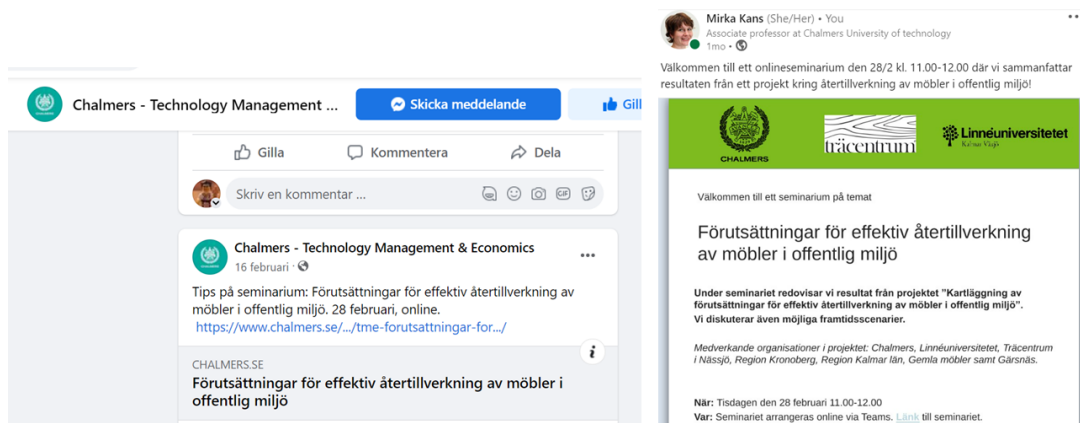 Chalmers - Technology Management ...
Skicka meddelande
Gill
Gilla
Kommentera
Dela
Skriv en kommentar ...
GIF
Chalmers - Technology Management & Economics
16 februari ·
Tips på seminarium: Förutsättningar för effektiv återtillverkning av
möbler i offentlig miljö. 28 februari, online.
https://www.chalmers.se/.../tme-forutsattningar-for.../
CHALMERS.SE
Förutsättningar för effektiv återtillverkning av möbler i
offentlig miljö
Mirka Kans (She/Her) • You
Associate professor at Chalmers University of technology
1mo •
Välkommen till ett onlineseminarium den 28/2 kl. 11.00-12.00 där vi sammanfattar
resultaten från ett projekt kring återtillverkning av möbler i offentlig miljö!
CHALMERS
träcentrum
Linnéuniversitetet
Kalmar Växjö
Välkommen till ett seminarium på temat
Förutsättningar för effektiv återtillverkning
av möbler i offentlig miljö
Under seminariet redovisar vi resultat från projektet ”Kartläggning av
förutsättningar för effektiv återtillverkning av möbler i offentlig miljö”.
Vi diskuterar även möjliga framtidsscenarier.
Medverkande organisationer i projektet: Chalmers, Linnéuniversitetet, Träcentrum
i Nässjö, Region Kronoberg, Region Kalmar län, Gemla möbler samt Gärsnäs.
När: Tisdagen den 28 februari 11.00-12.00
Var: Seminariet arrangeras online via Teams. Länk till seminariet.